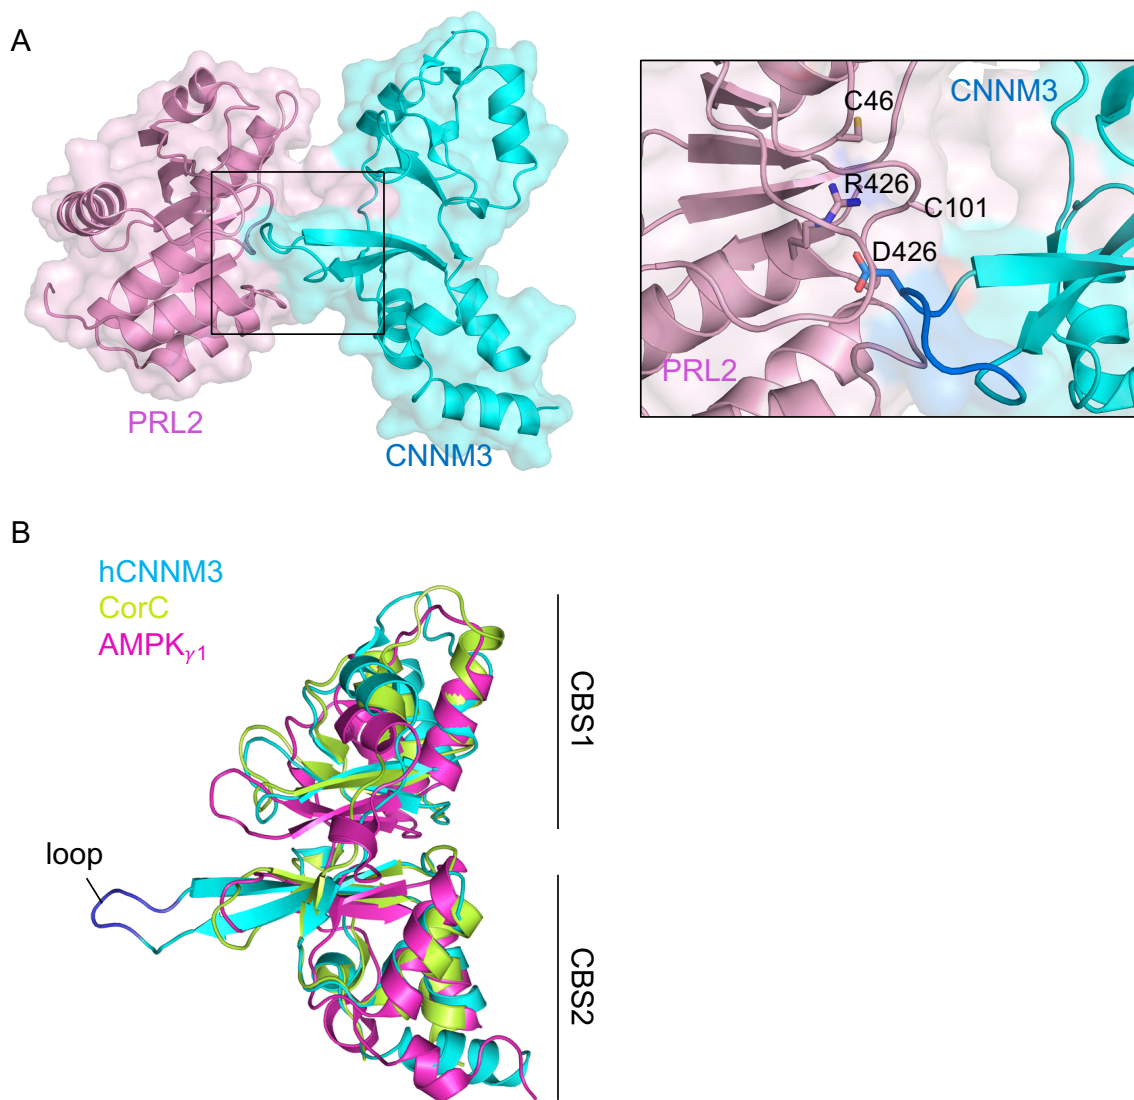 A
PRL2
CNNM3
CNNM3
C46
R426
C101
D426
PRL2
B
hCNNM3
CorC
AMPKγ1
loop
CBS1
CBS2